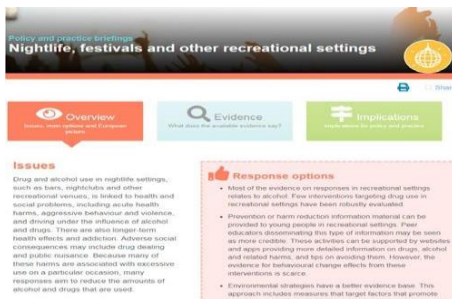 Policy and practice briefings
Nightlife, festivals and other recreational settings
Share
Overview
Issues, main options and European
picture
Evidence
What does the available evidence say?
Implications
Implications for policy and practice
Issues
Drug and alcohol use in nightlife settings,
such as bars, nightclubs and other
recreational venues, is linked to health and
social problems, including acute health
harms, aggressive behaviour and violence,
and driving under the influence of alcohol
and drugs. There are also longer-term
health effects and addiction. Adverse social
consequences may include drug dealing
and public nuisance. Because many of
these harms are associated with excessive
use on a particular occasion, many
responses aim to reduce the amounts of
alcohol and drugs that are used.
Response options
• Most of the evidence on responses in recreational settings
relates to alcohol. Few interventions targeting drug use in
recreational settings have been robustly evaluated.
• Prevention or harm reduction information material can be
provided to young people in recreational settings. Peer
educators disseminating this type of information may be seen
as more credible. These activities can be supported by websites
and apps providing more detailed information on drugs, alcohol
and related harms, and tips on avoiding them. However, the
evidence for behavioural change effects from these
interventions is scarce.
• Environmental strategies have a better evidence base. This
approach includes measures that target factors that promote